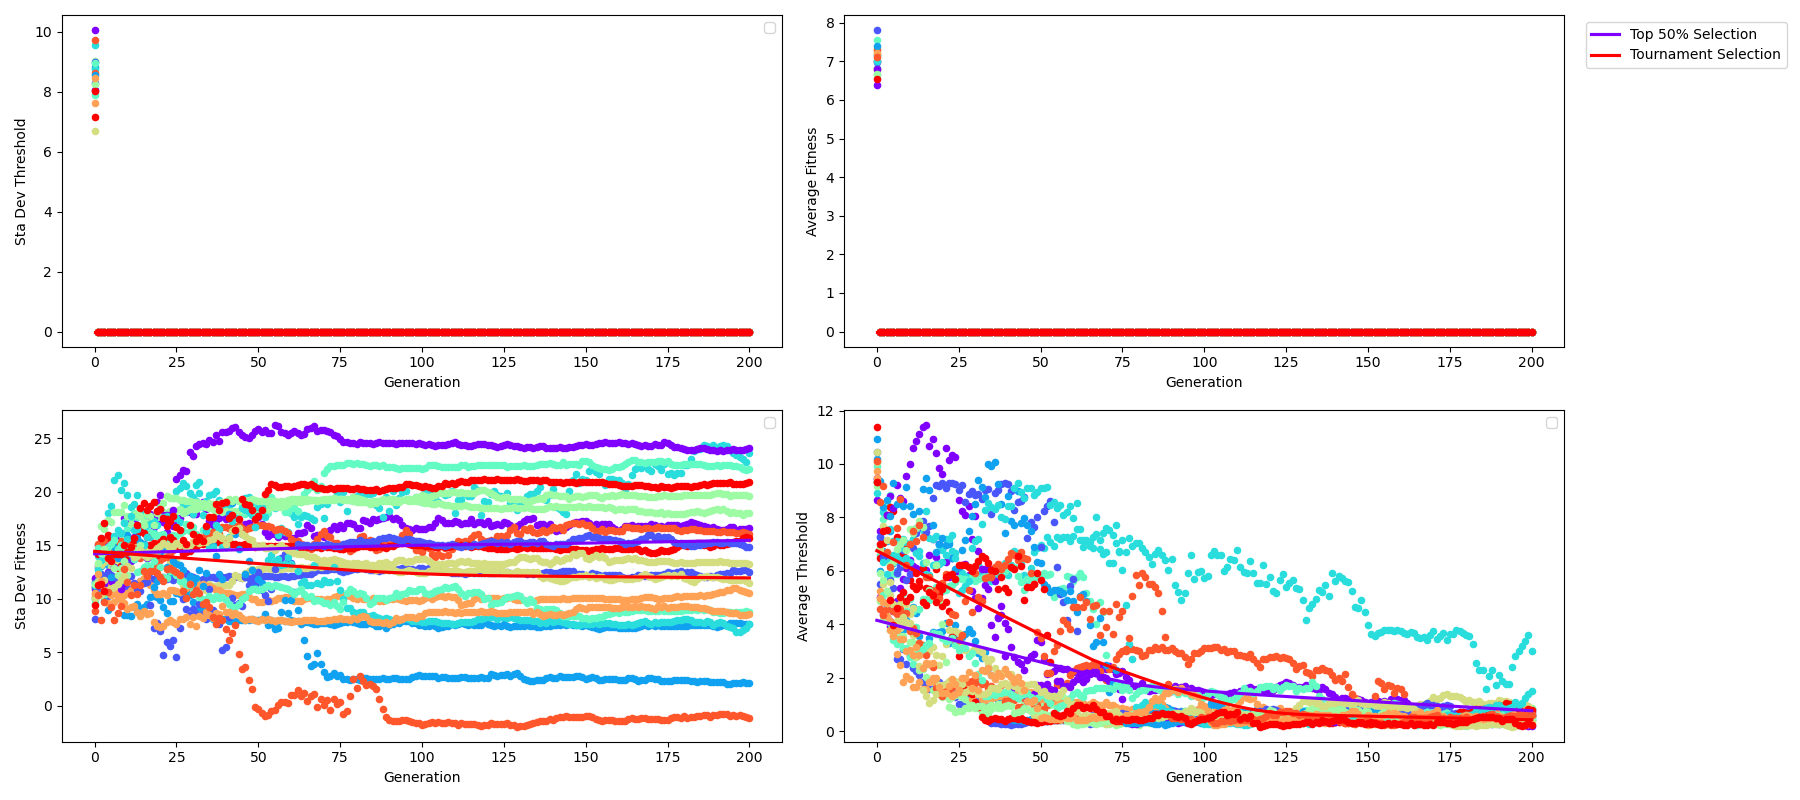 10
8
6
4
2
0
Sta Dev Threshold
0 25 50 75 100 125 150 175 200
Generation
8
7
6
5
4
3
2
1
0
Average Fitness
0 25 50 75 100 125 150 175 200
Generation
Top 50% Selection
Tournament Selection
25
20
15
10
5
0
Sta Dev Fitness
0 25 50 75 100 125 150 175 200
Generation
12
10
8
6
4
2
0
Average Threshold
0 25 50 75 100 125 150 175 200
Generation